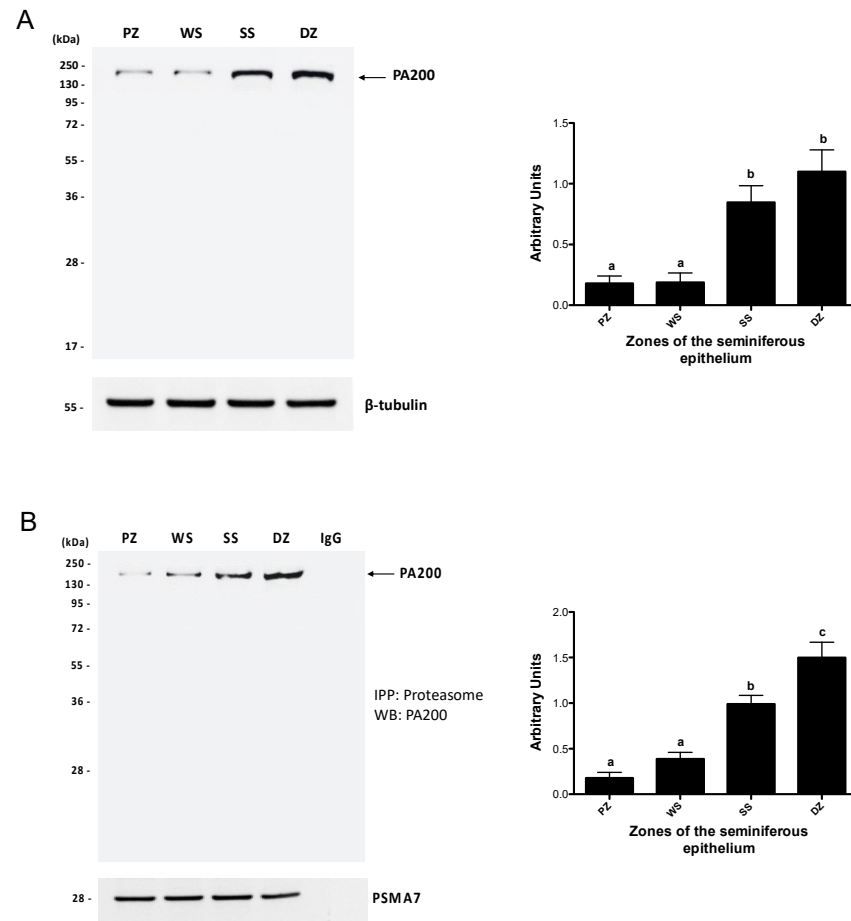 A
(kDa)
PZ WS SS DZ
250 -
130 -
95 -
72 -
55 -
36 -
28 -
17 -
PA200
55 -
β-tubulin
1.5
1.0
0.5
0.0
Arbitrary Units
a a b b
PZ WS SS DZ
Zones of the seminiferous
epithelium
B
(kDa)
PZ WS SS DZ IgG
250 -
130 -
95 -
72 -
55 -
36 -
28 -
PA200
IPP: Proteasome
WB: PA200
28 -
PSMA7
2.0
1.5
1.0
0.5
0.0
Arbitrary Units
a a b c
PZ WS SS DZ
Zones of the seminiferous
epithelium